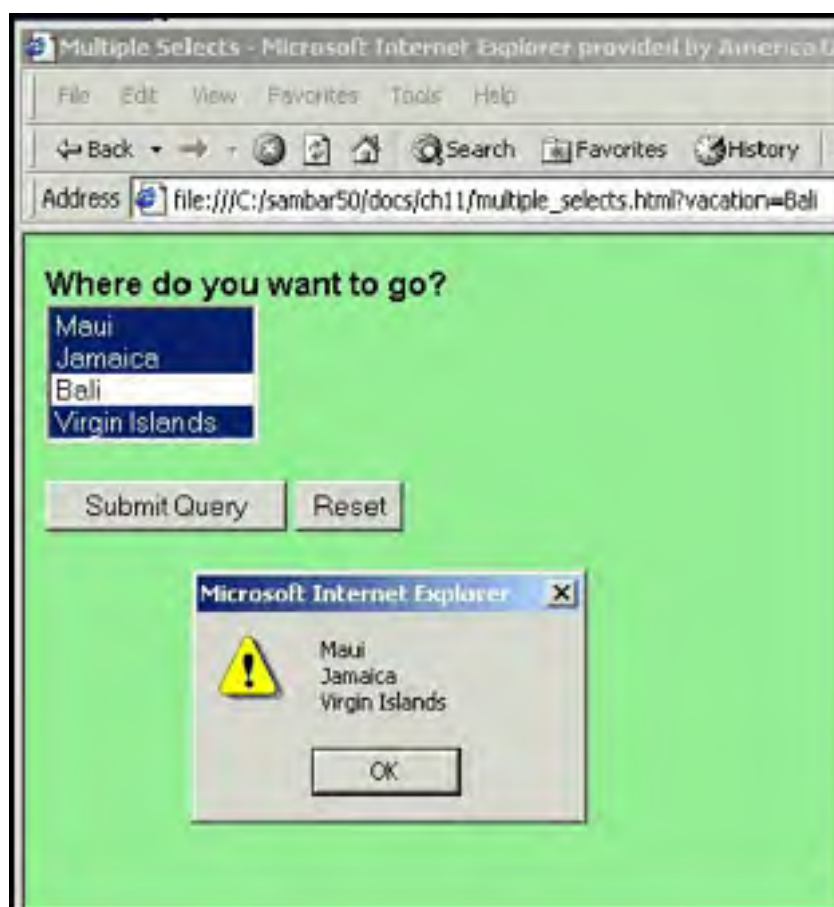 Multiple Selects - Microsoft Internet Explorer provided by America
File Edit View Favorites Tools Help
Back Search Favorites History
Address file:///C:/sambar50/docs/ch11/multiple_selects.html?vacation=Bali
Where do you want to go?
Maui
Jamaica
Bali
Virgin Islands
Submit Query Reset
Microsoft Internet Explorer
Maui
Jamaica
Virgin Islands
OK